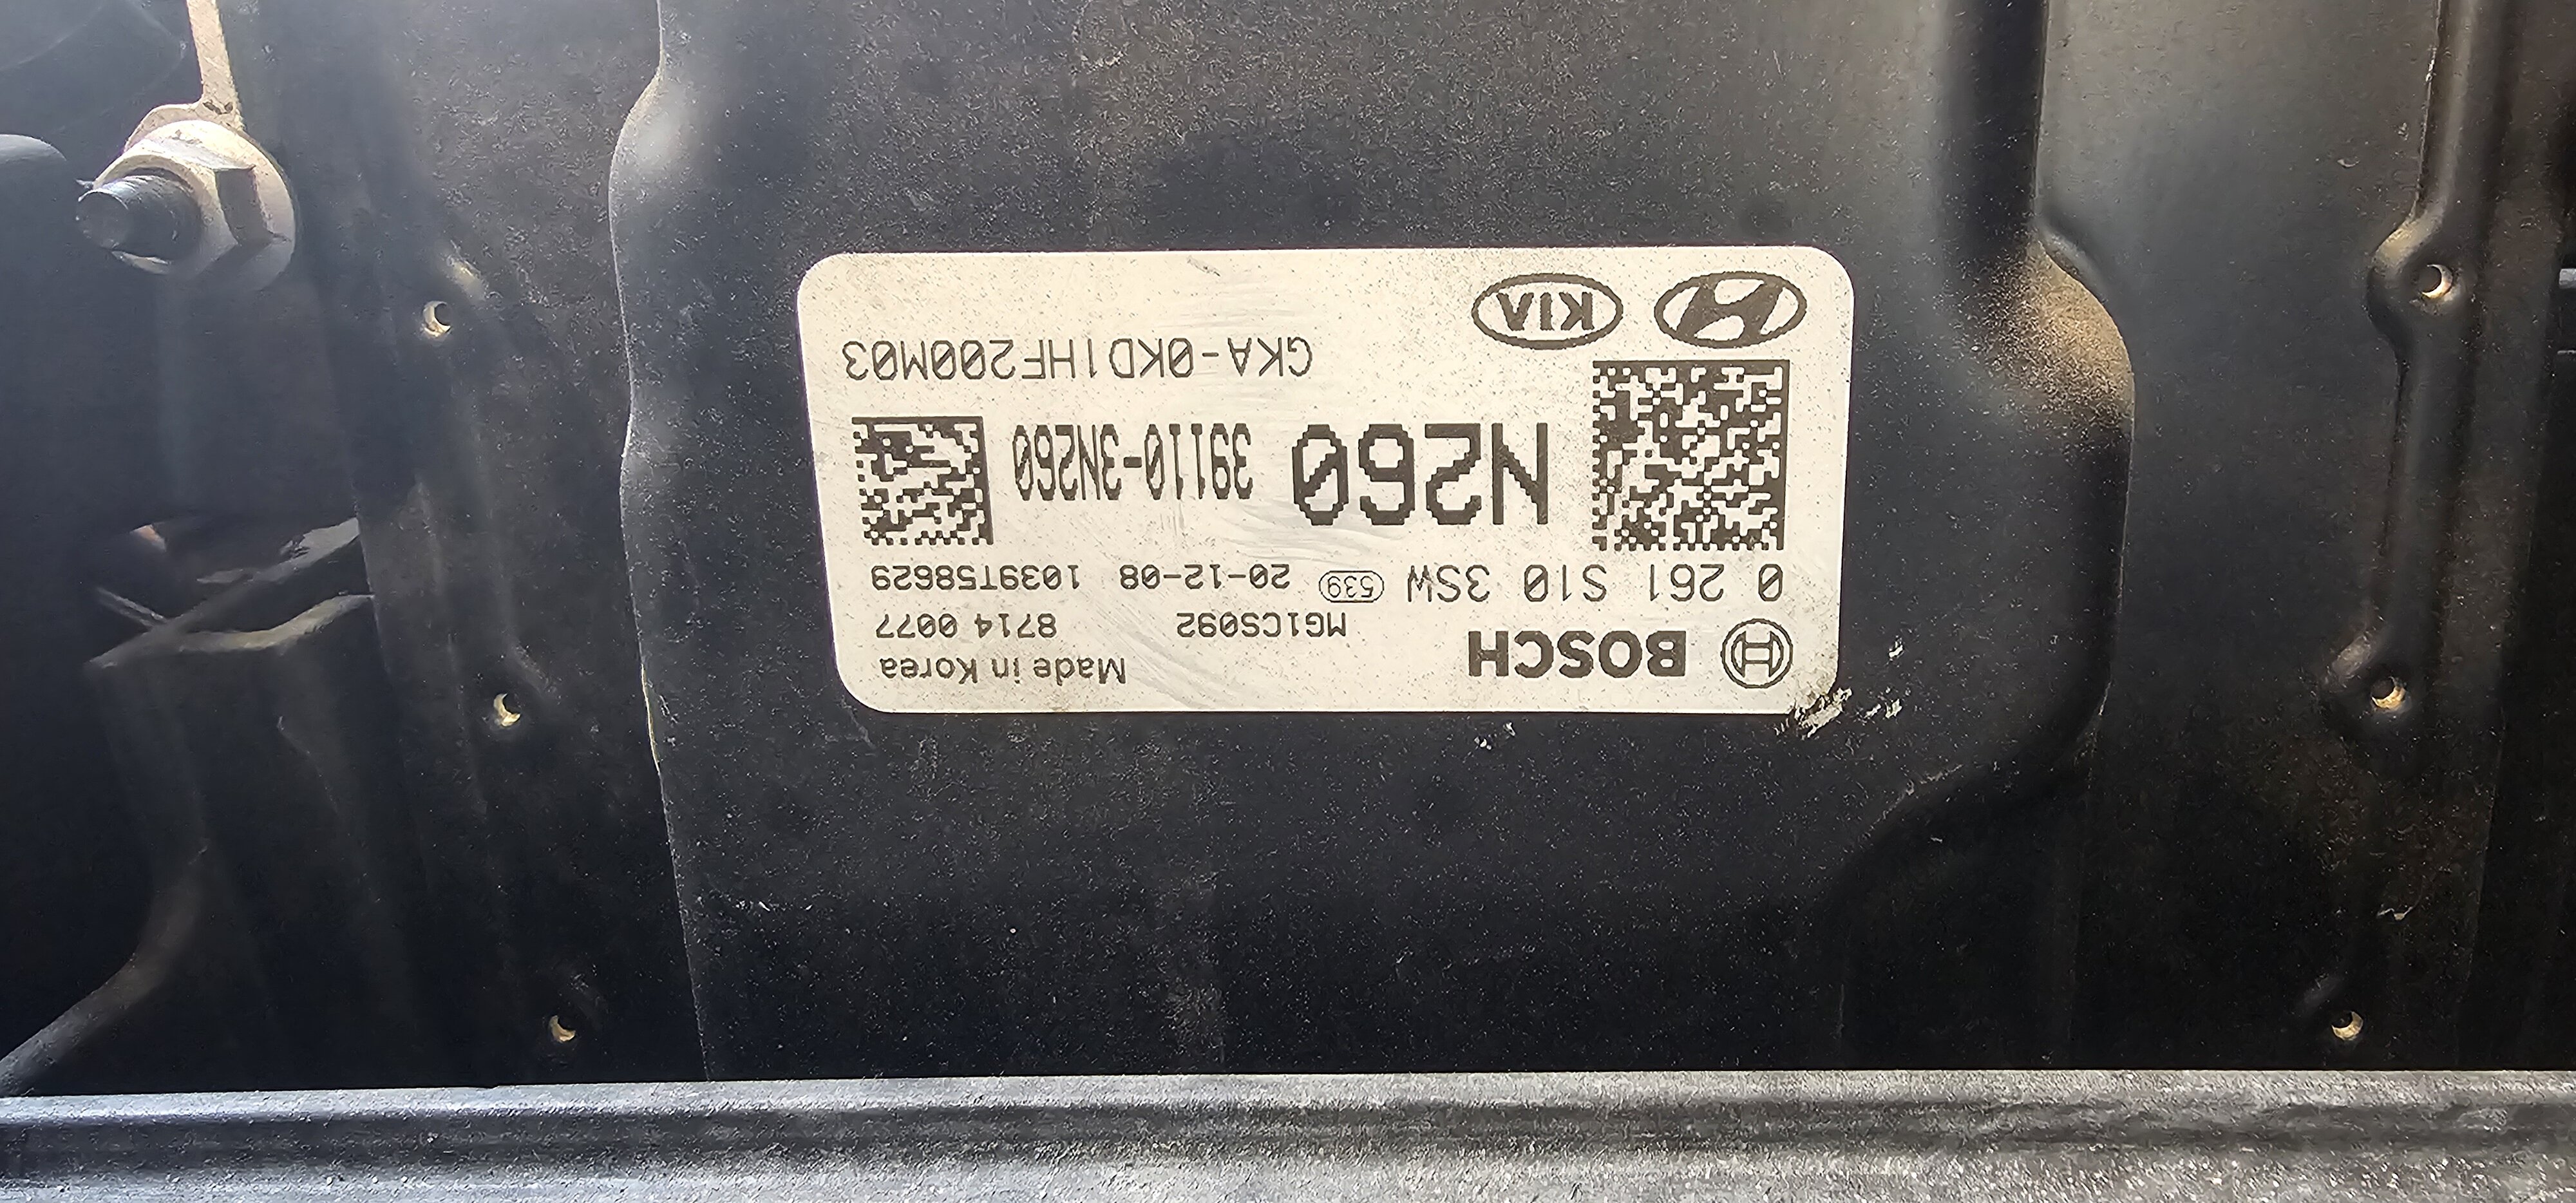 BOSCH
MG1CS092
Made in Korea
8714 0077
0 261 S10 3SW 539 20-12-08 1039T58629
N260 39110-3N260
GKA-0KD1HF200M03
KIA